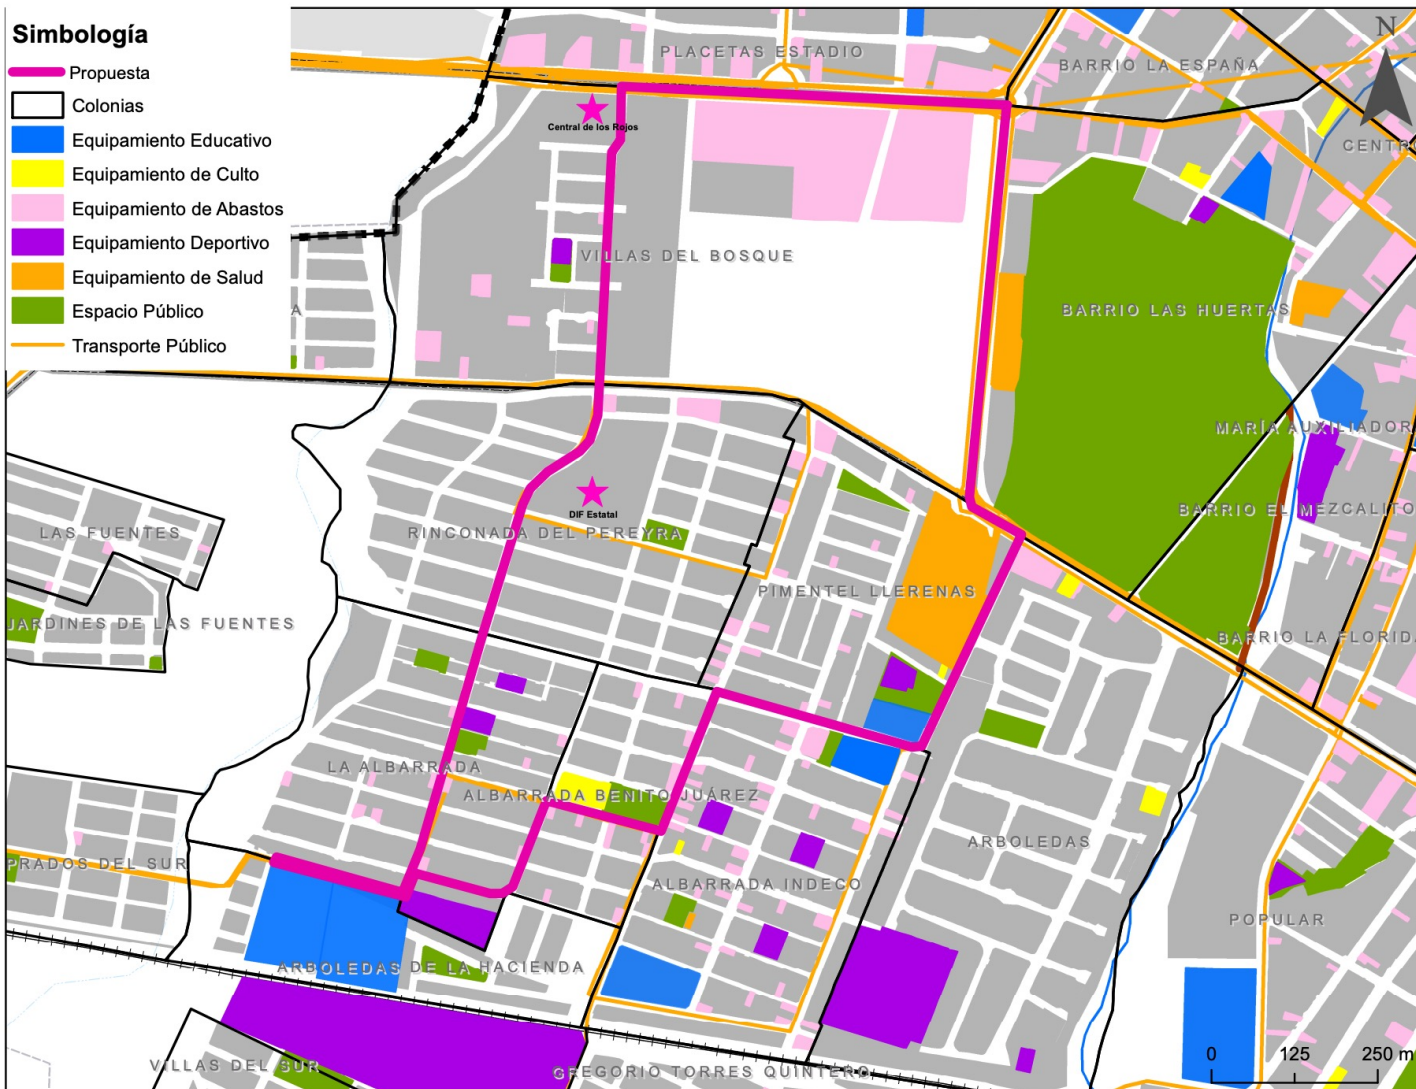 Simbología
Propuesta
Colonias
Equipamiento Educativo
Equipamiento de Culto
Equipamiento de Abastos
Equipamiento Deportivo
Equipamiento de Salud
Espacio Público
Transporte Público
N
PLACETAS ESTADIO
BARRIO LA ESPAÑA
Central de los Rojos
CENTR
VILLAS DEL BOSQUE
A
BARRIO LAS HUERTAS
MARÍA AUXILIADOR
DIF Estatal
BARRIO EL MEZCALITO
LAS FUENTES
RINCONADA DEL PEREYRA
PIMENTEL LLERENAS
JARDINES DE LAS FUENTES
BARRIO LA FLORIDA
LA ALBARRADA
ALBARRADA BENITO JUÁREZ
ARBOLEDAS
PRADOS DEL SUR
ALBARRADA INDECO
POPULAR
ARBOLEDAS DE LA HACIENDA
VILLAS DEL SUR
GREGORIO TORRES QUINTERO
0 125 250 m